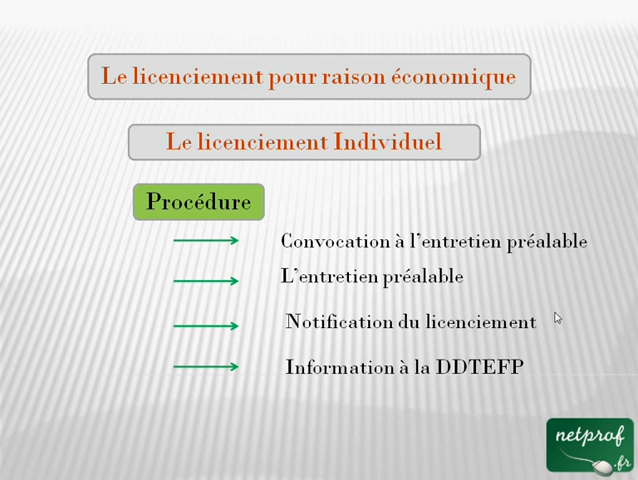 Le licenciement pour raison économique
Le licenciement Individuel
Procédure
Convocation à l'entretien préalable
L'entretien préalable
Notification du licenciement
Information à la DDTEFP
netprof
.fr